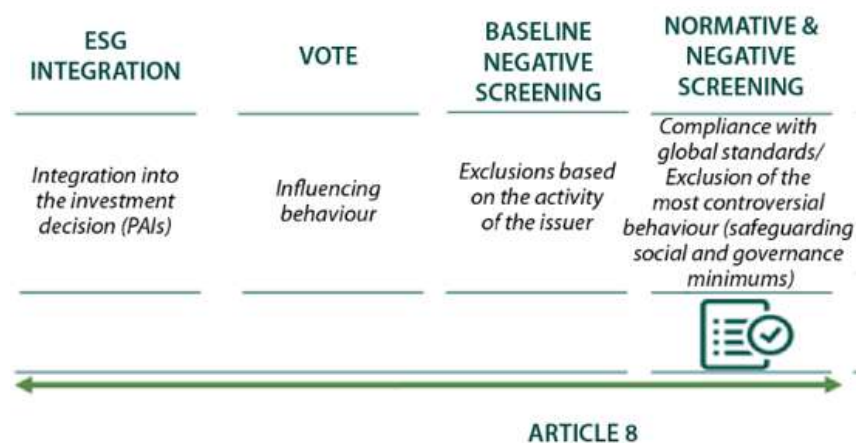 ESG
INTEGRATION
VOTE
BASELINE
NEGATIVE
SCREENING
NORMATIVE &
NEGATIVE
SCREENING
Integration into
the investment
decision (PAIs)
Influencing
behaviour
Exclusions based
on the activity
of the issuer
Compliance with
global standards/
Exclusion of the
most controversial
behaviour (safeguarding
social and governance
minimums)
ARTICLE 8